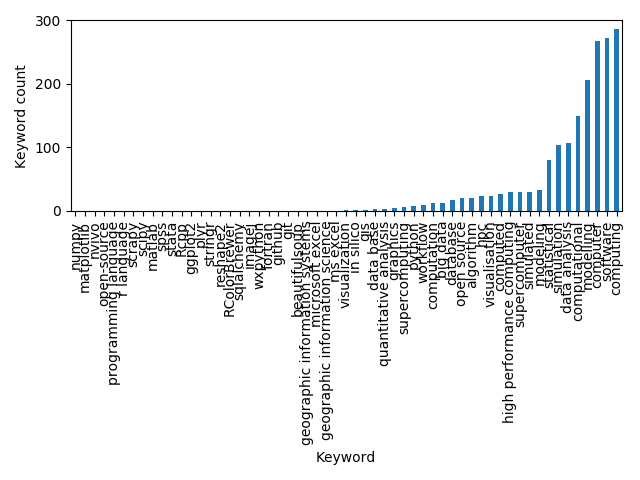 300
200
100
0
Keyword count
numpy
matplotlib
nvivo
open-source
programming language
r language
scrapy
scipy
matlab
spss
stata
Rcpp
ggplot2
plyr
stringr
reshape2
RColorBrewer
sqlalchemy
imagej
wxpython
fortran
github
git
beautifulsoup
geographic information systems
microsoft excel
geographic information science
ms excel
visualization
in silico
gis
data base
quantitative analysis
graphics
supercomputing
python
workflow
computation
big data
database
open source
algorithm
hpc
visualisation
computed
high performance computing
supercomputer
simulated
modeling
statistical
simulation
data analysis
computational
modelling
computer
software
computing
Keyword